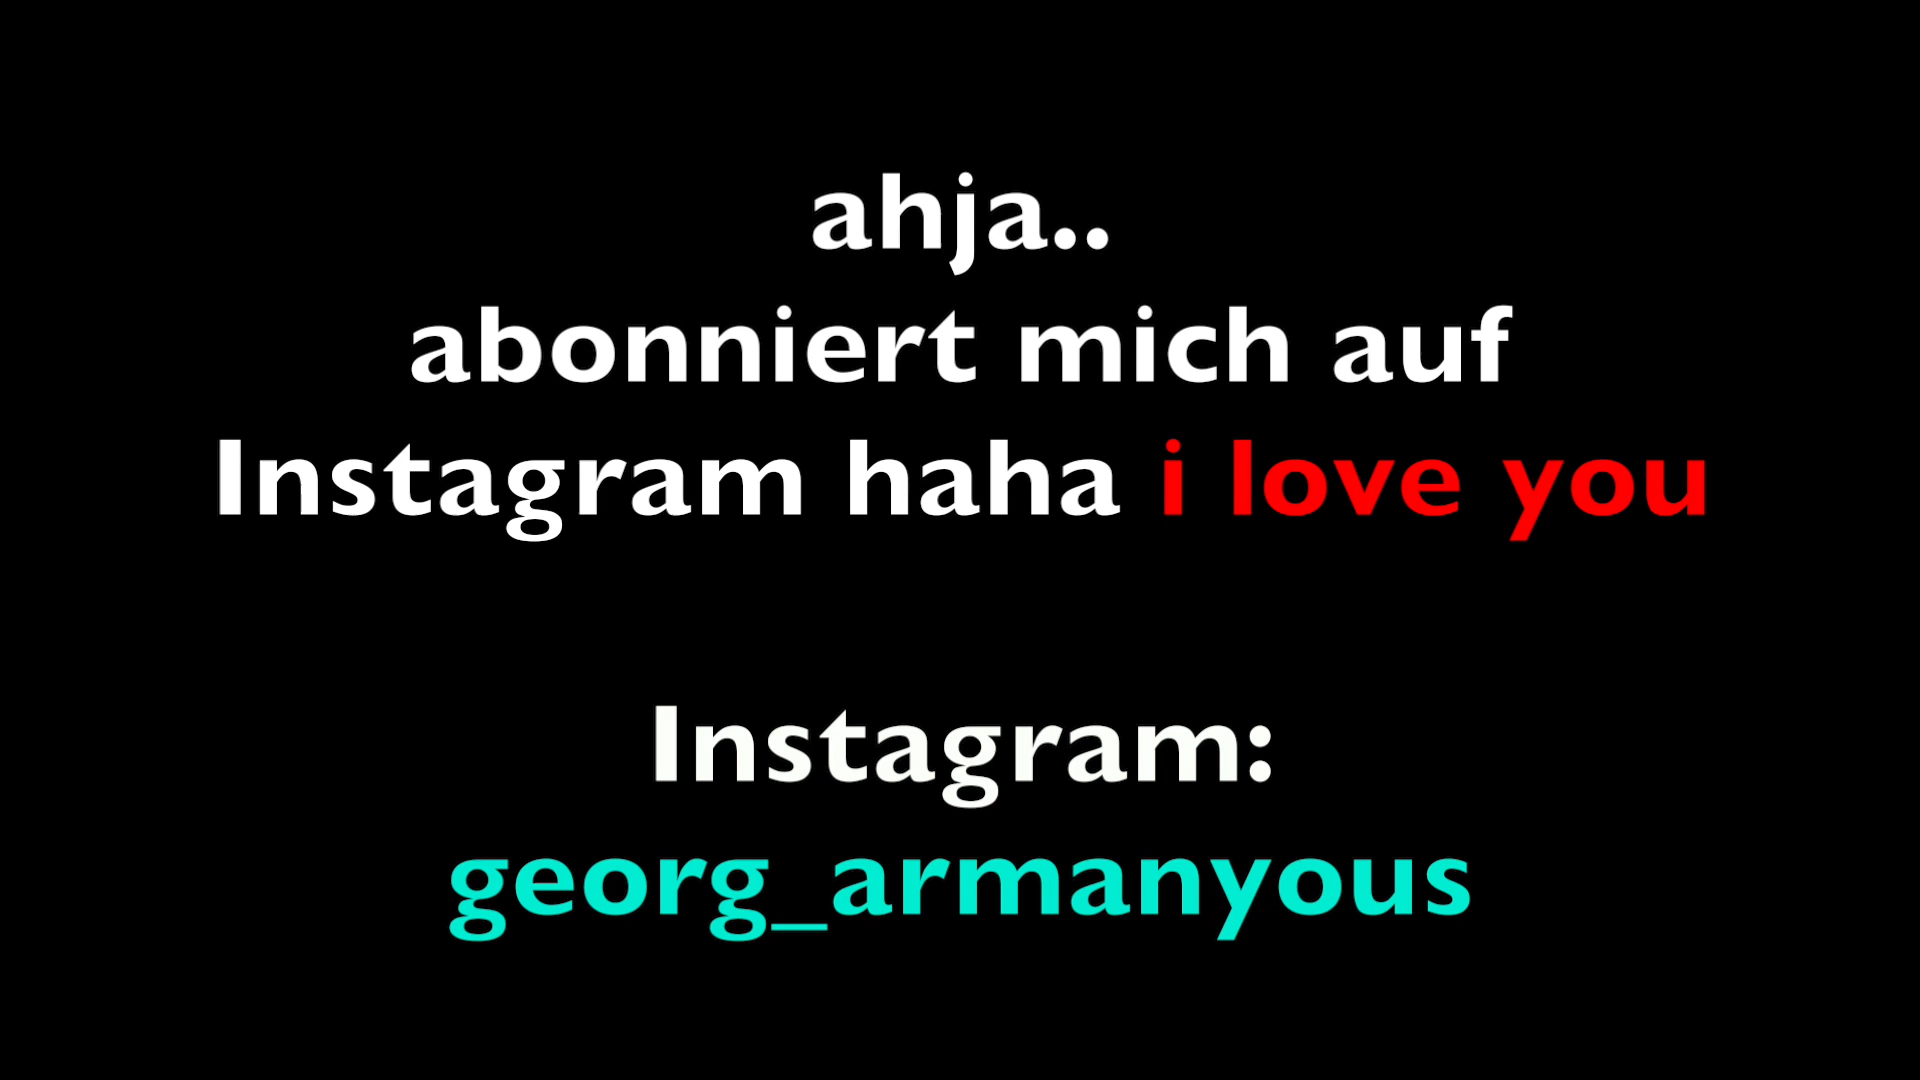 ahja..
abonniert mich auf
Instagram haha i love you
Instagram:
georg_armanyous